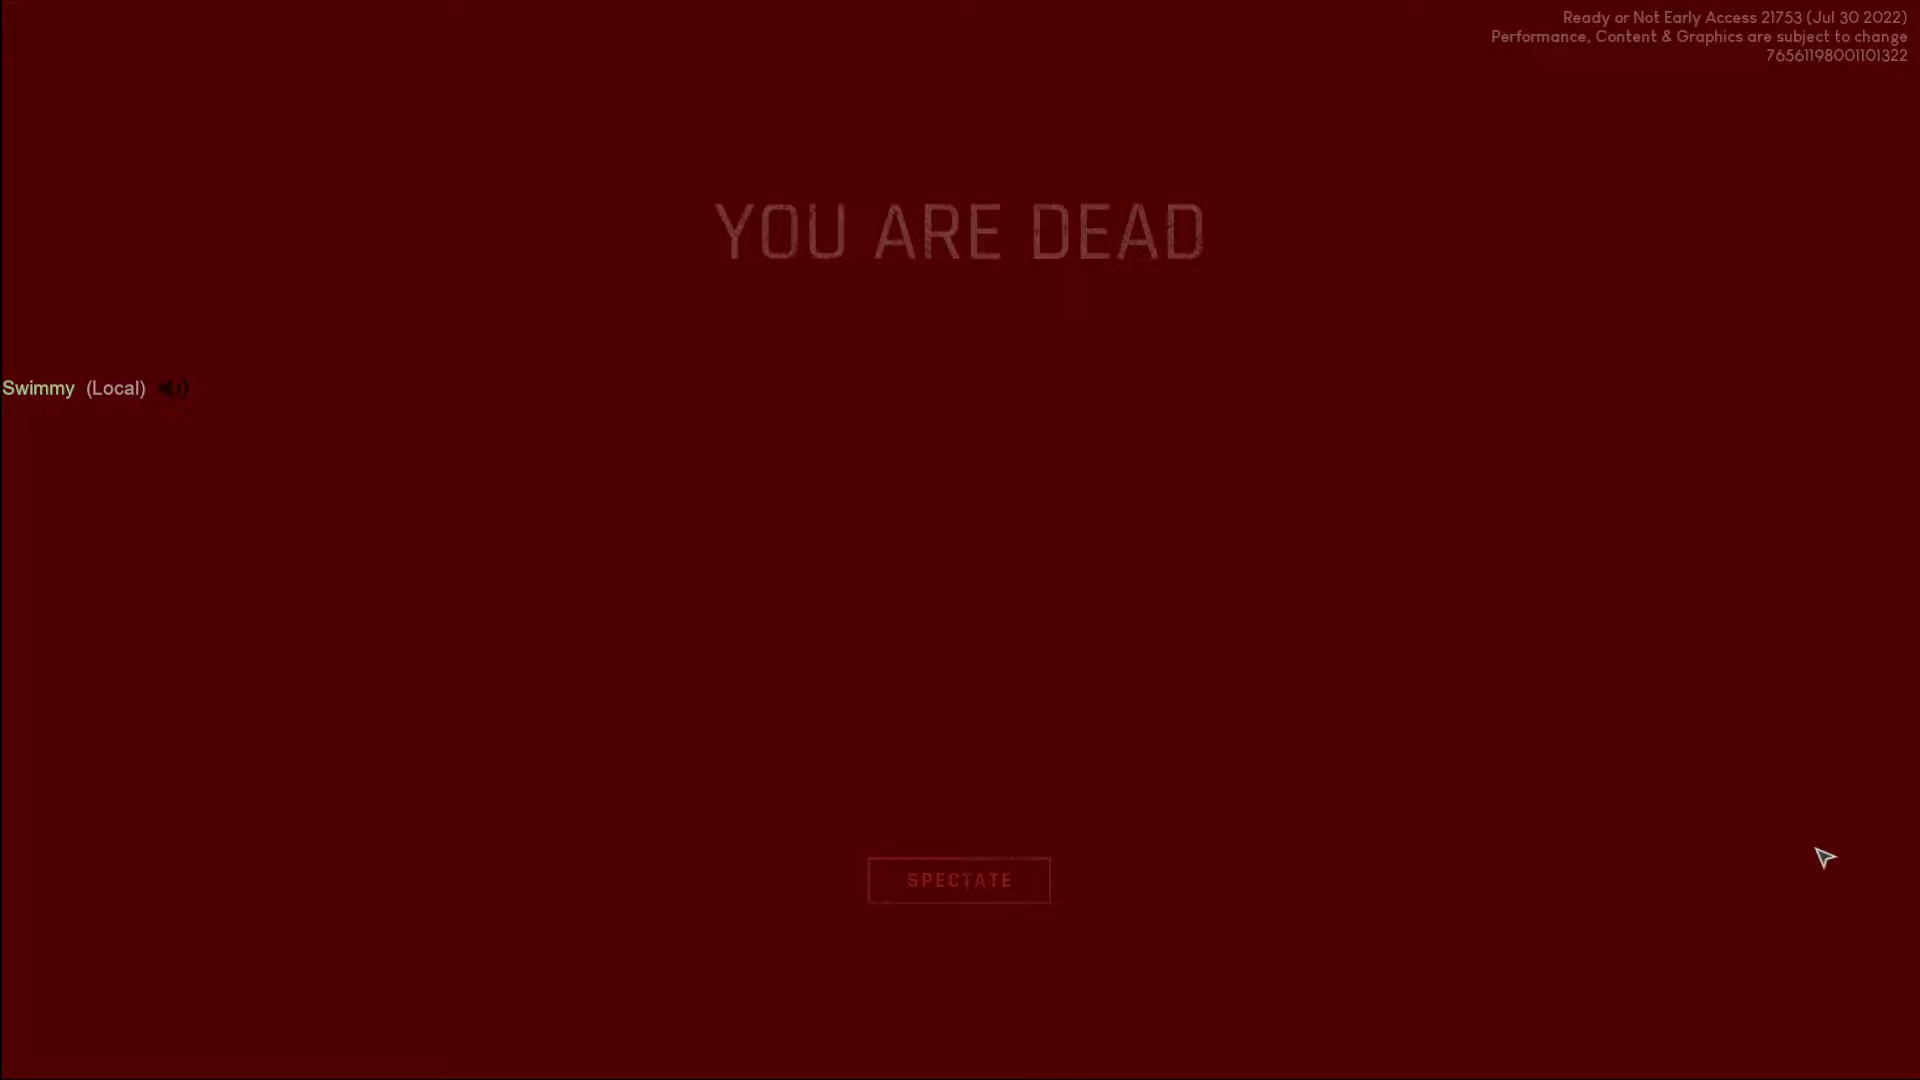 Ready or Not Early Access 21753 (Jul 30 2022)
Performance, Content & Graphics are subject to change
76561198001101322
YOU ARE DEAD
Swimmy (Local)
SPECTATE